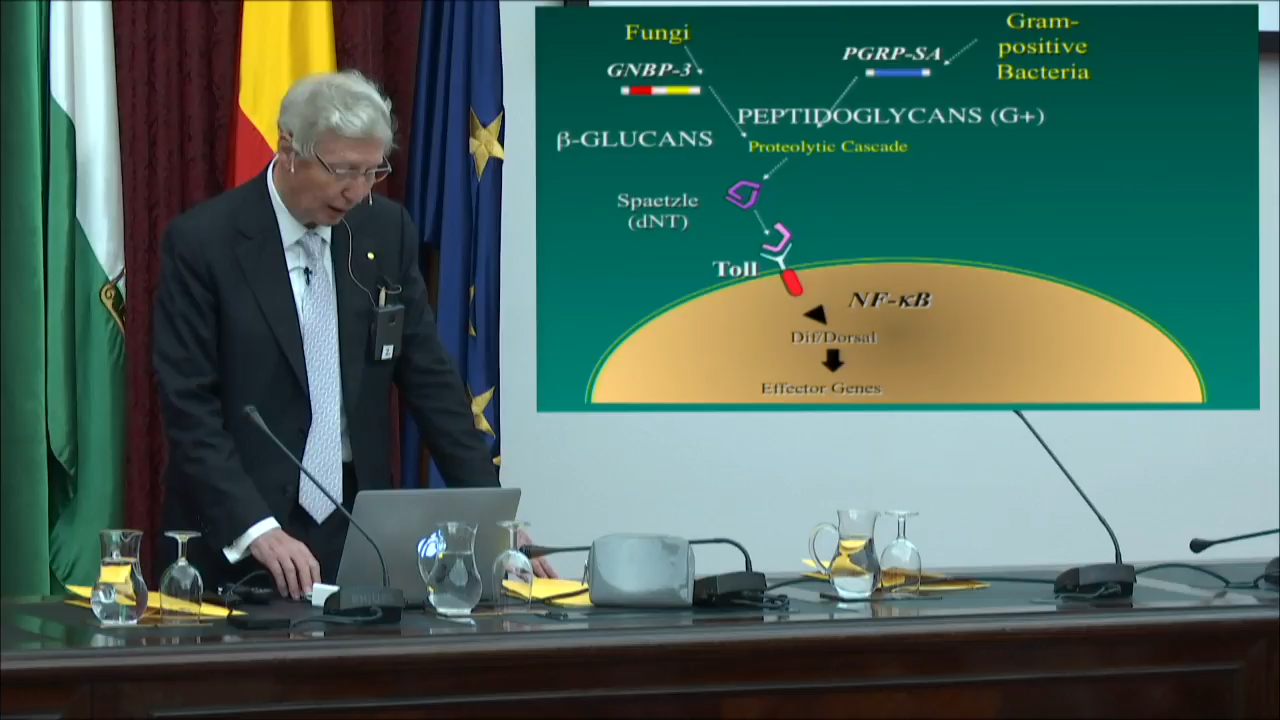 Fungi
GNBP-3
PGRP-SA
Gram-
positive
Bacteria
PEPTIDOGLYCANS (G+)
β-GLUCANS
Proteolytic Cascade
Spaetzle
(dNT)
Toll
NF-κB
Dif/Dorsal
Effector Genes